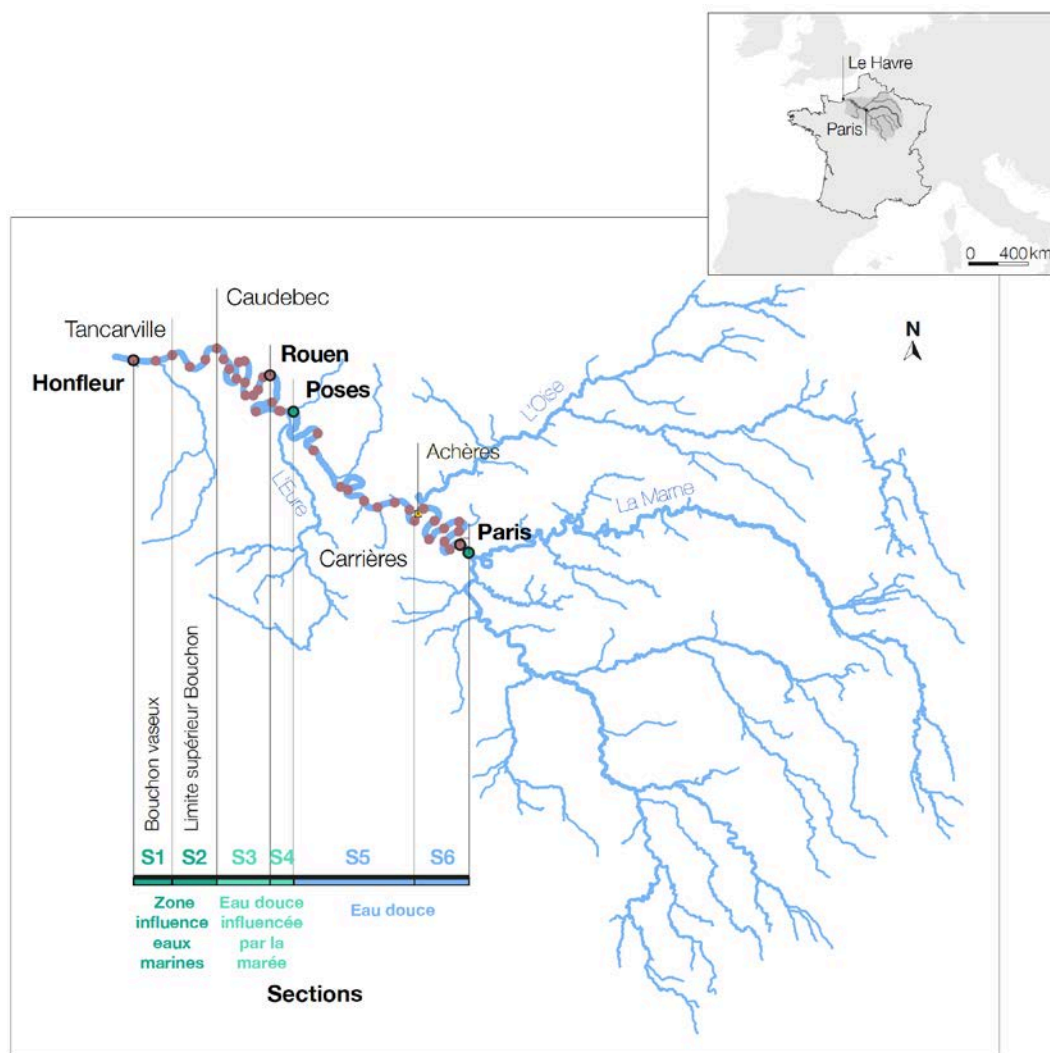 Le Havre
Paris
0 400 km
Caudebec
Tancarville
N
Rouen
Honfleur
Poses
L'Oise
Achères
L'Eure
La Marne
Paris
Carrières
Bouchon vaseux
Limite supérieur Bouchon
S1 S2 S3 S4 S5 S6
Zone
influence
eaux
marines
Eau douce
influencée
par la
marée
Eau douce
Sections